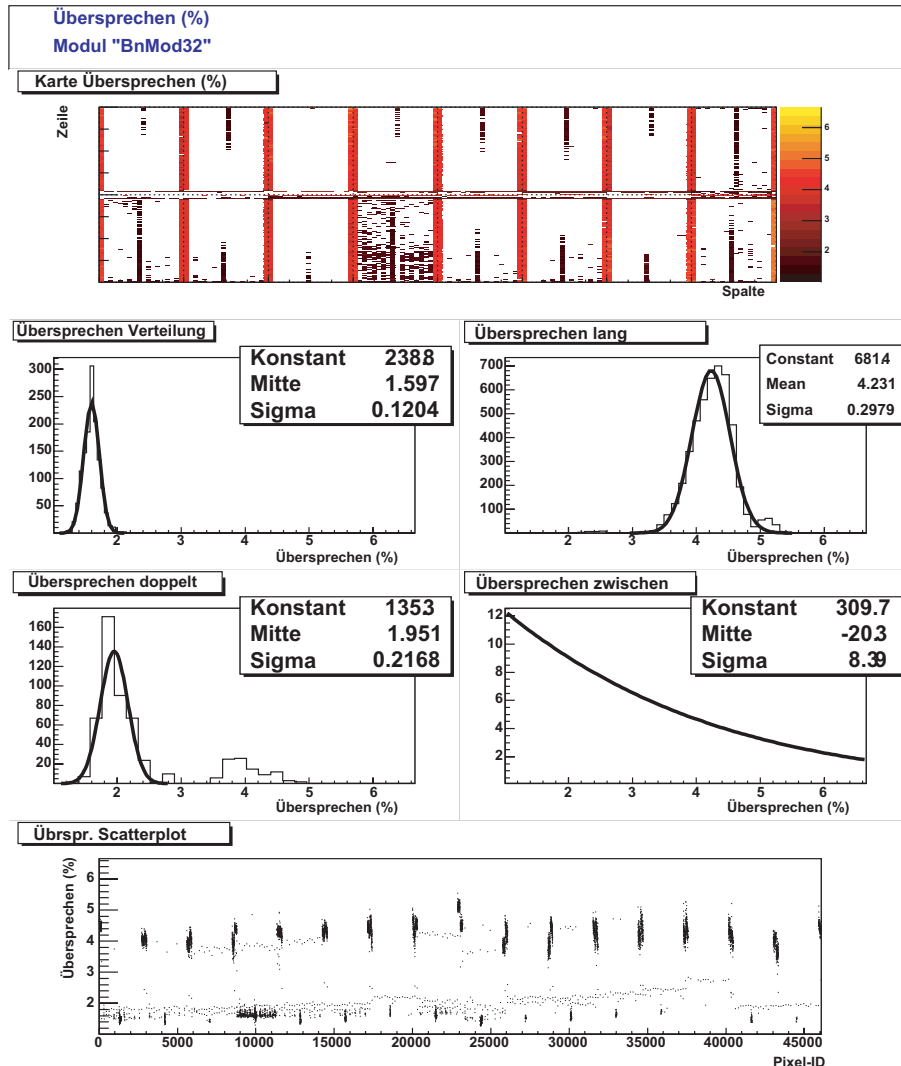 Übersprechen (%)
Modul "BnMod32"
Karte Übersprechen (%)
Zeile
6
5
4
3
2
Spalte
Übersprechen Verteilung
300
250
200
150
100
50
2
3
4
5
6
Übersprechen (%)
Konstant 238.8
Mitte 1.597
Sigma 0.1204
Übersprechen lang
700
600
500
400
300
200
100
2
3
4
5
6
Übersprechen (%)
Constant 681.4
Mean 4.231
Sigma 0.2979
Übersprechen doppelt
160
140
120
100
80
60
40
20
2
3
4
5
6
Übersprechen (%)
Konstant 135.3
Mitte 1.951
Sigma 0.2168
Übersprechen zwischen
12
10
8
6
4
2
2
3
4
5
6
Übersprechen (%)
Konstant 309.7
Mitte -20.3
Sigma 8.39
Übrspr. Scatterplot
Übersprechen (%)
6
5
4
3
2
0
5000
10000
15000
20000
25000
30000
35000
40000
45000
Pixel-ID